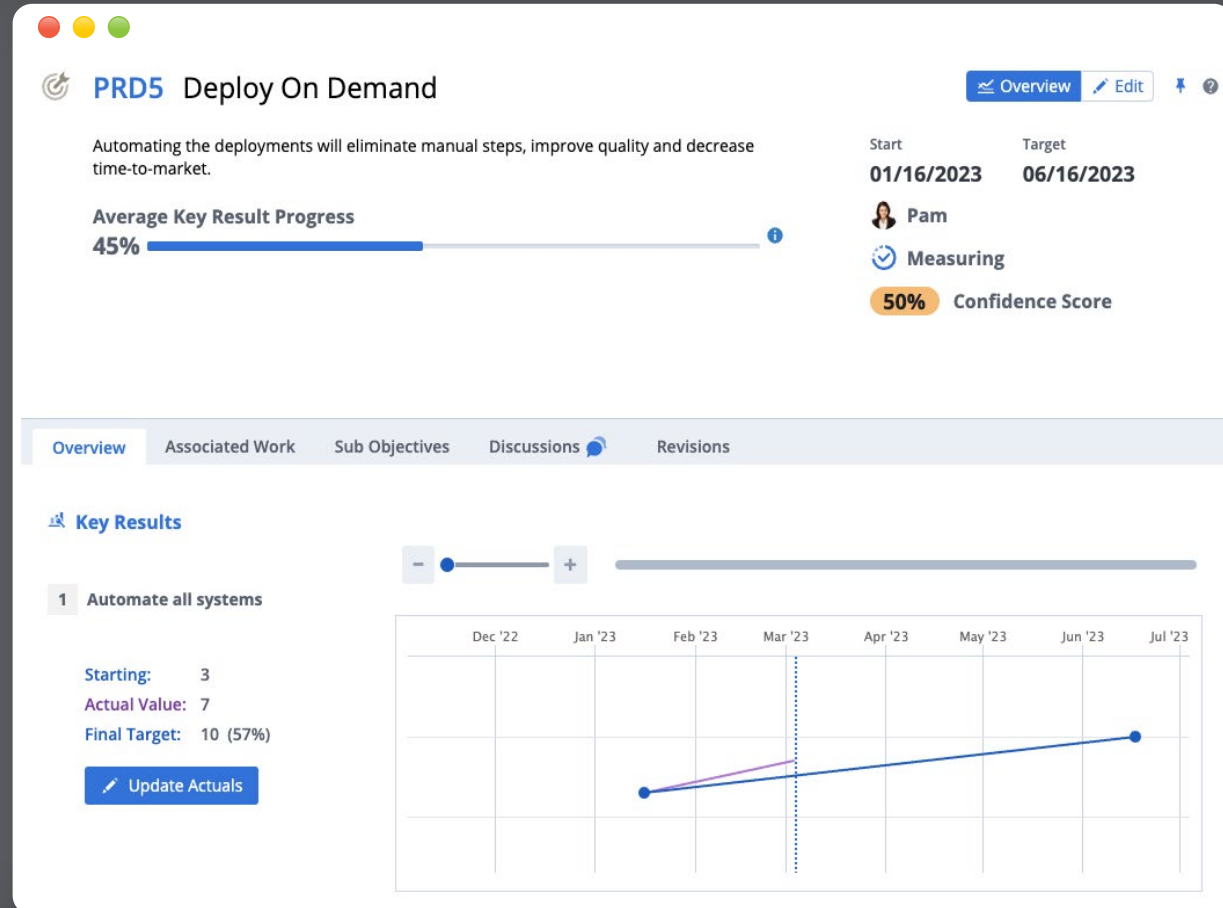 PRD5 Deploy On Demand
Overview
Edit
Automating the deployments will eliminate manual steps, improve quality and decrease
time-to-market.
Start
Target
01/16/2023
06/16/2023
Pam
Measuring
50% Confidence Score
Average Key Result Progress
45%
Overview
Associated Work
Sub Objectives
Discussions
Revisions
Key Results
- +
1 Automate all systems
Starting: 3
Actual Value: 7
Final Target: 10 (57%)
Update Actuals
Dec '22 Jan '23 Feb '23 Mar '23 Apr '23 May '23 Jun '23 Jul '23